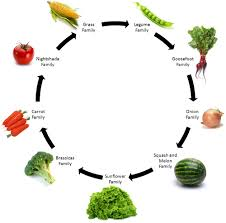 Grass
Family
Legume
Family
Goosefoot
Family
Onion
Family
Squash and
Melon Family
Sunflower
Family
Brassicas
Family
Carrot
Family
Nightshade
Family